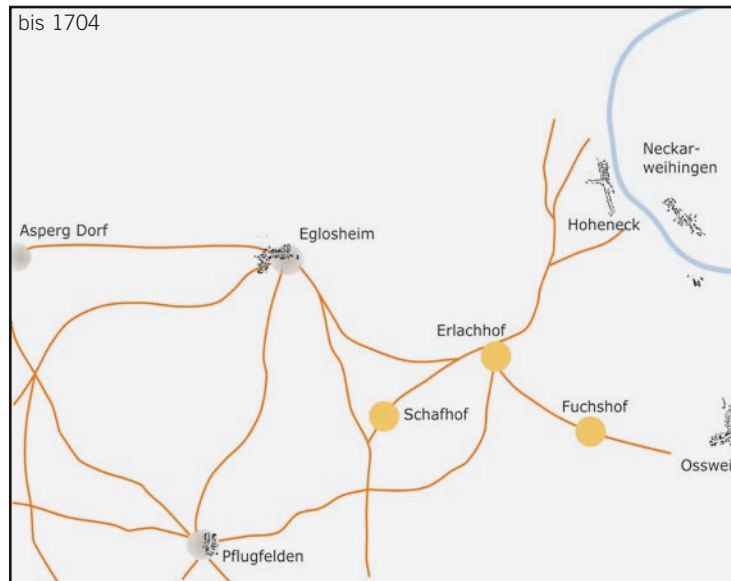 bis 1704
Neckar-
weihingen
Hoheneck
Asperg Dorf
Eglosheim
Erlachhof
Schafhof
Fuchshof
Osswei
Pflugfelden